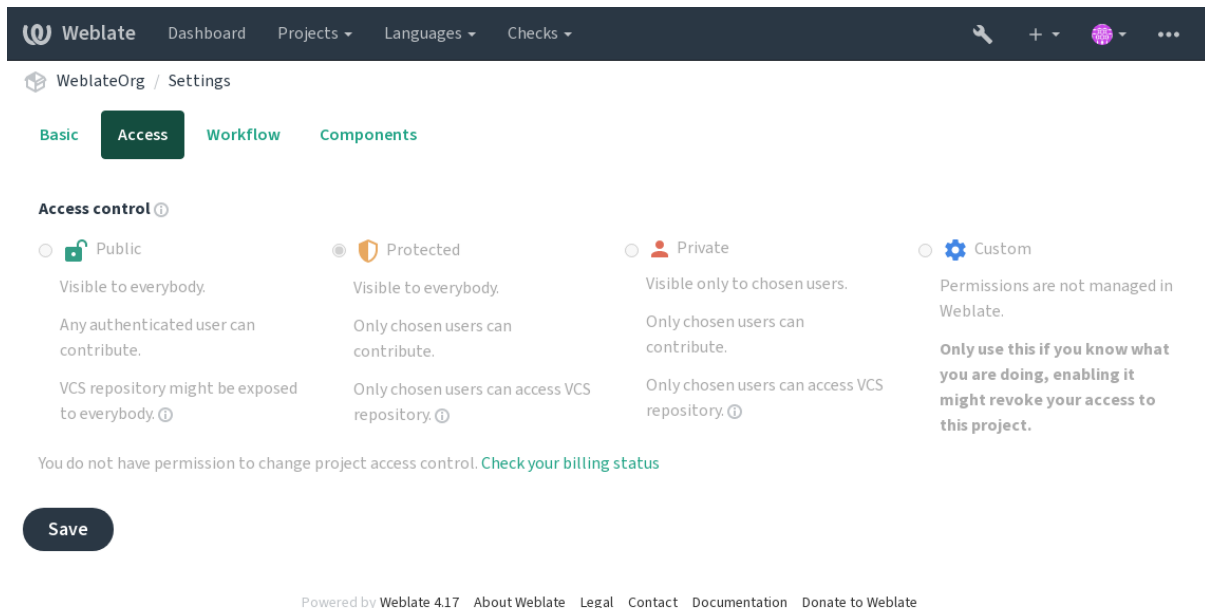 Weblate Dashboard Projects Languages Checks
WeblateOrg / Settings
Basic Access Workflow Components
Access control
Public
Visible to everybody.
Any authenticated user can
contribute.
VCS repository might be exposed
to everybody.
Protected
Visible to everybody.
Only chosen users can
contribute.
Only chosen users can access VCS
repository.
Private
Visible only to chosen users.
Only chosen users can
contribute.
Only chosen users can access VCS
repository.
Custom
Permissions are not managed in
Weblate.
Only use this if you know what
you are doing, enabling it
might revoke your access to
this project.
You do not have permission to change project access control. Check your billing status
Save
Powered by Weblate 4.17 About Weblate Legal Contact Documentation Donate to Weblate